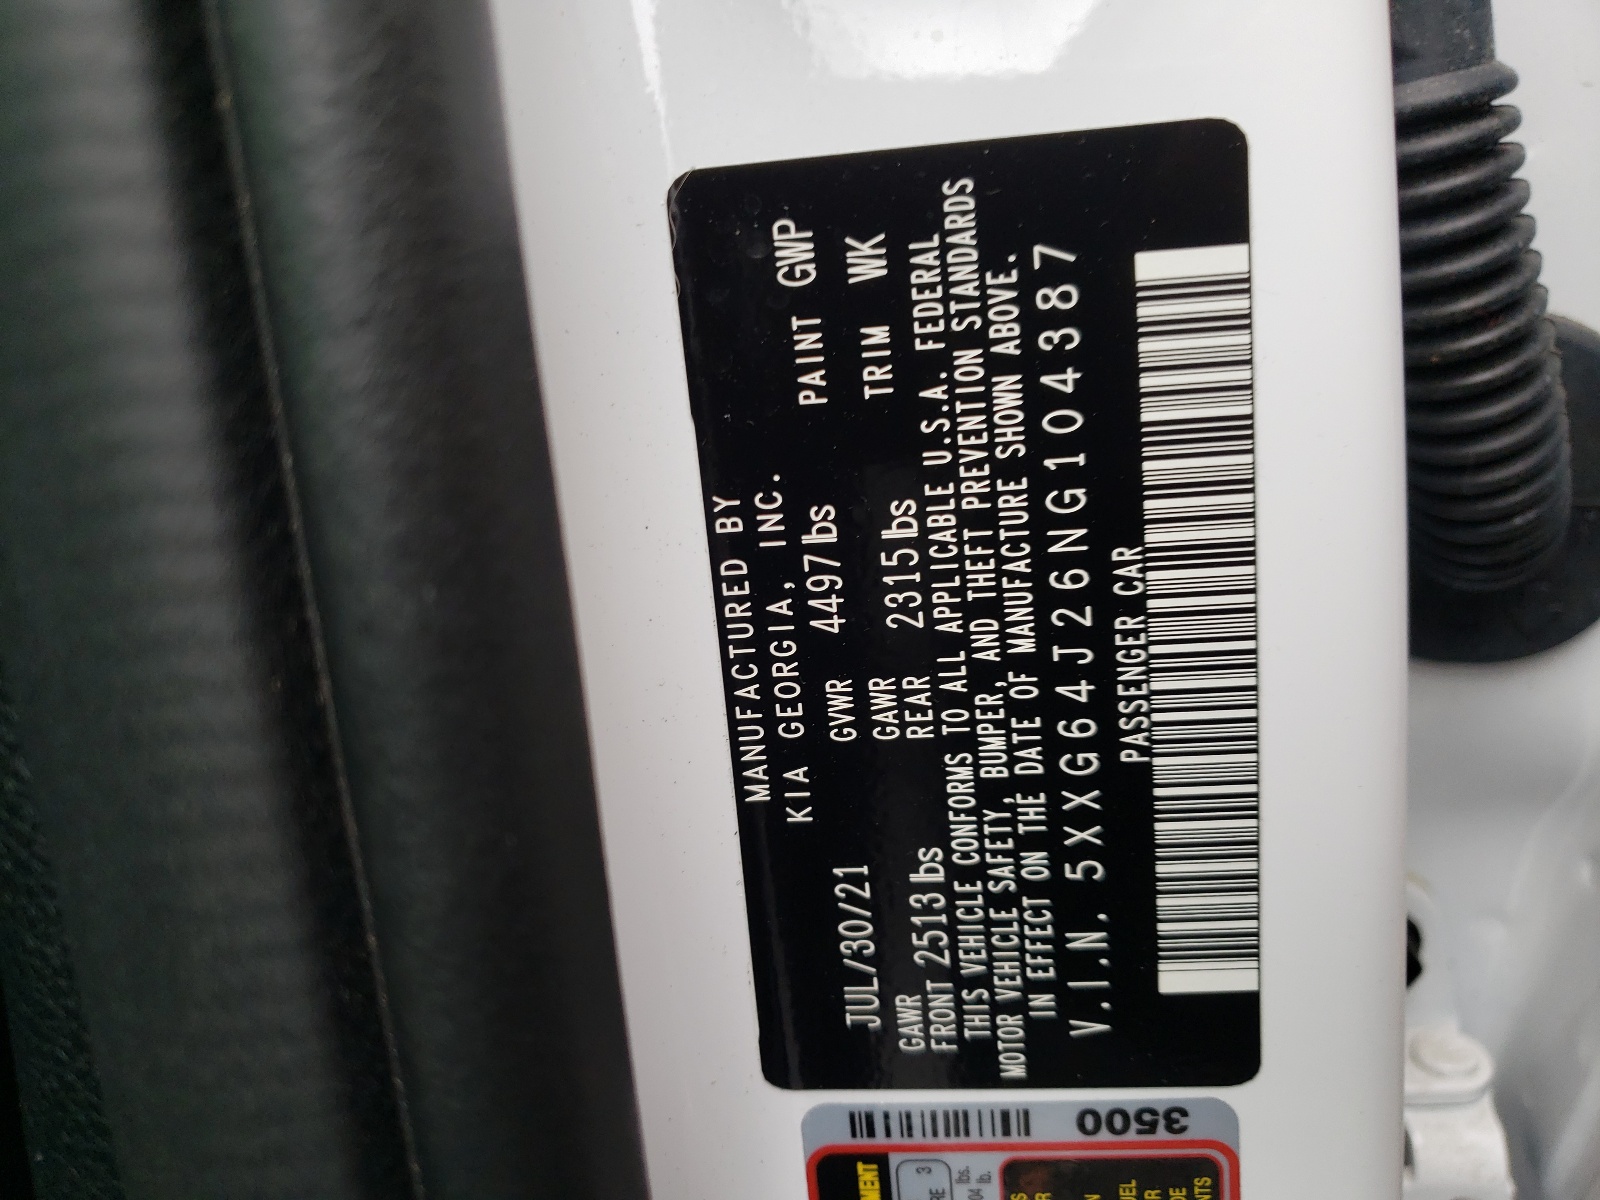 MANUFACTURED BY
KIA GEORGIA, INC.
JUL/30/21 GVWR 4497 lbs PAINT GWP
GAWR FRONT 2513 lbs GAWR REAR 2315 lbs TRIM WK
THIS VEHICLE CONFORMS TO ALL APPLICABLE U.S.A. FEDERAL
MOTOR VEHICLE SAFETY, BUMPER, AND THEFT PREVENTION STANDARDS
IN EFFECT ON THE DATE OF MANUFACTURE SHOWN ABOVE.
V.I.N. 5XXG64J26NG104387
PASSENGER CAR
3500